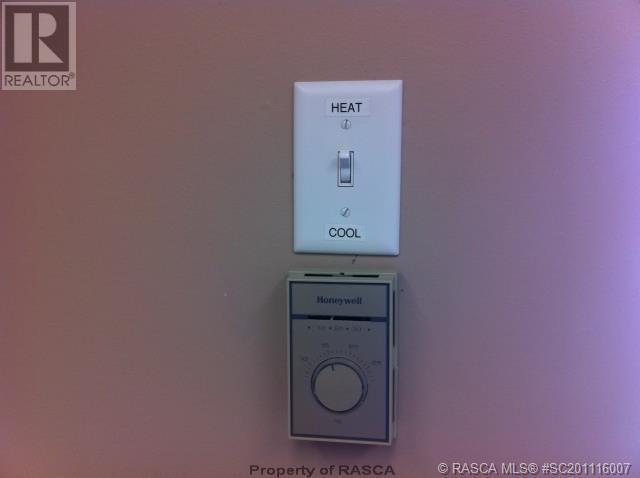 REALTOR®
HEAT
COOL
Honeywell
Property of RASCA
© RASCA MLS® #SC201116007